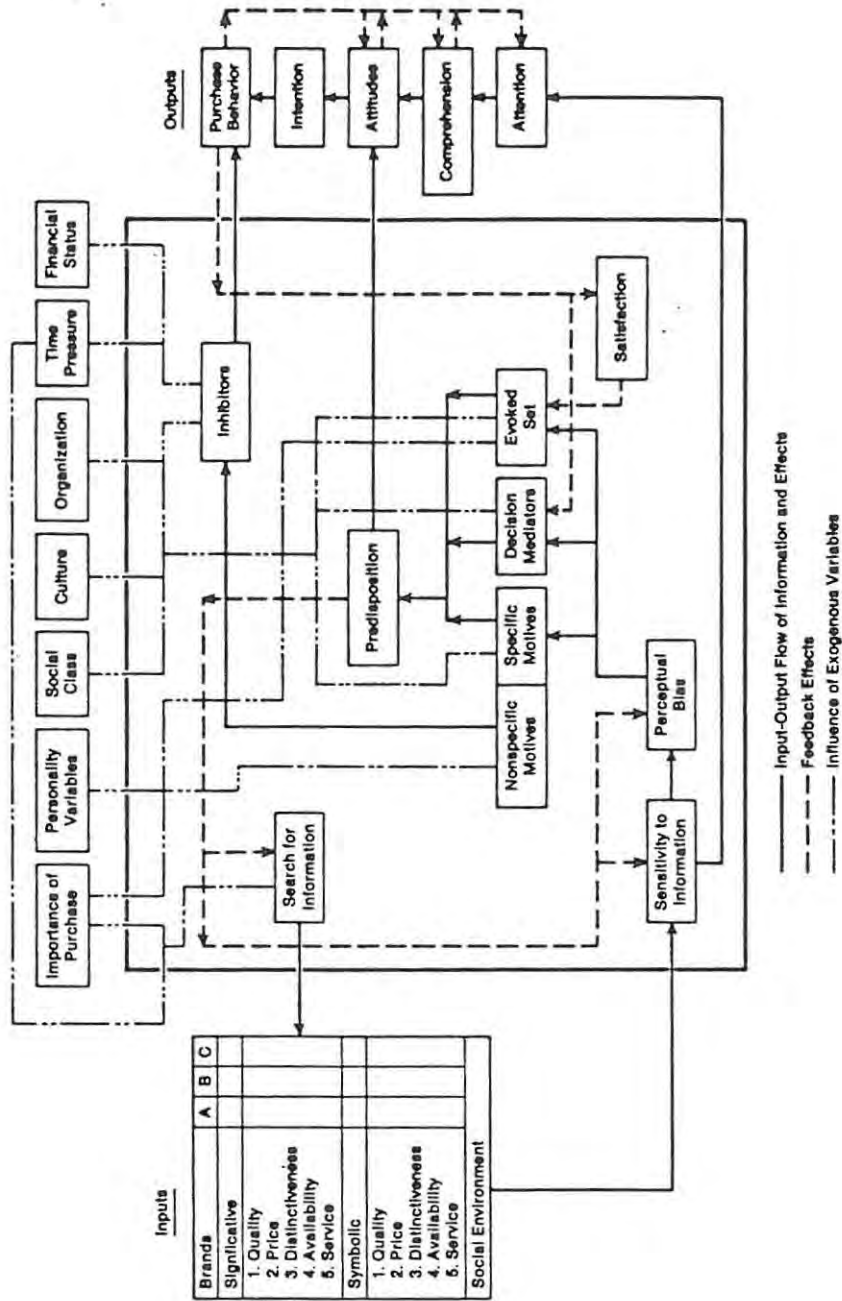 Importance of
Purchase
Personality
Variables
Social
Class
Culture
Organization
Time
Pressure
Financial
Status
Inputs
Brands A B C
Significative
1. Quality
2. Price
3. Distinctiveness
4. Availability
5. Service
Symbolic
1. Quality
2. Price
3. Distinctiveness
4. Availability
5. Service
Social Environment
Search for
Information
Sensitivity to
Information
Perceptual
Bias
Nonspecific
Motives
Specific
Motives
Decision
Mediators
Evoked
Set
Predisposition
Inhibitors
Satisfaction
Outputs
Purchase
Behavior
Intention
Attitudes
Comprehension
Attention
Input-Output Flow of Information and Effects
Feedback Effects
Influence of Exogenous Variables